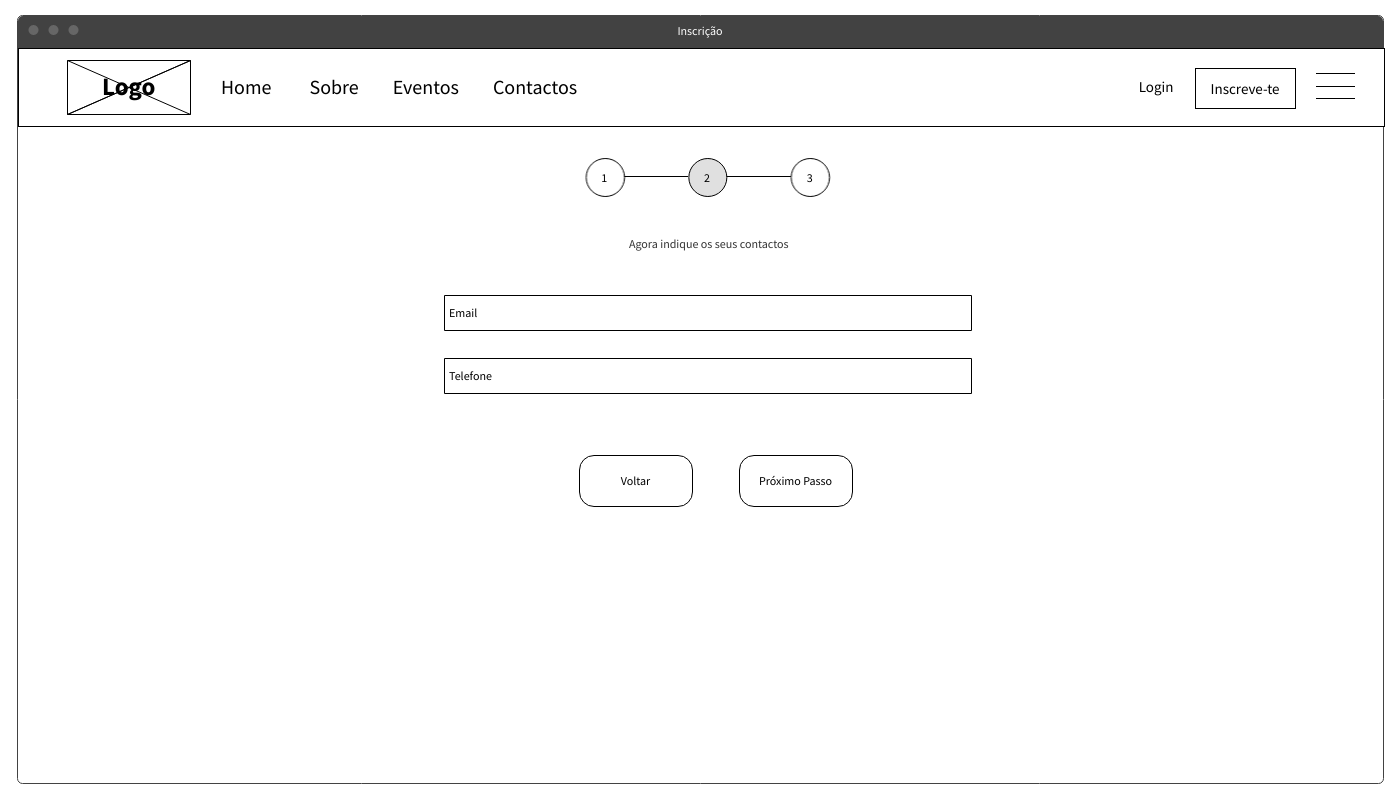 Inscrição
Logo
Home Sobre Eventos Contactos Login Inscreve-te
1 2 3
Agora indique os seus contactos
Email
Telefone
Voltar Próximo Passo